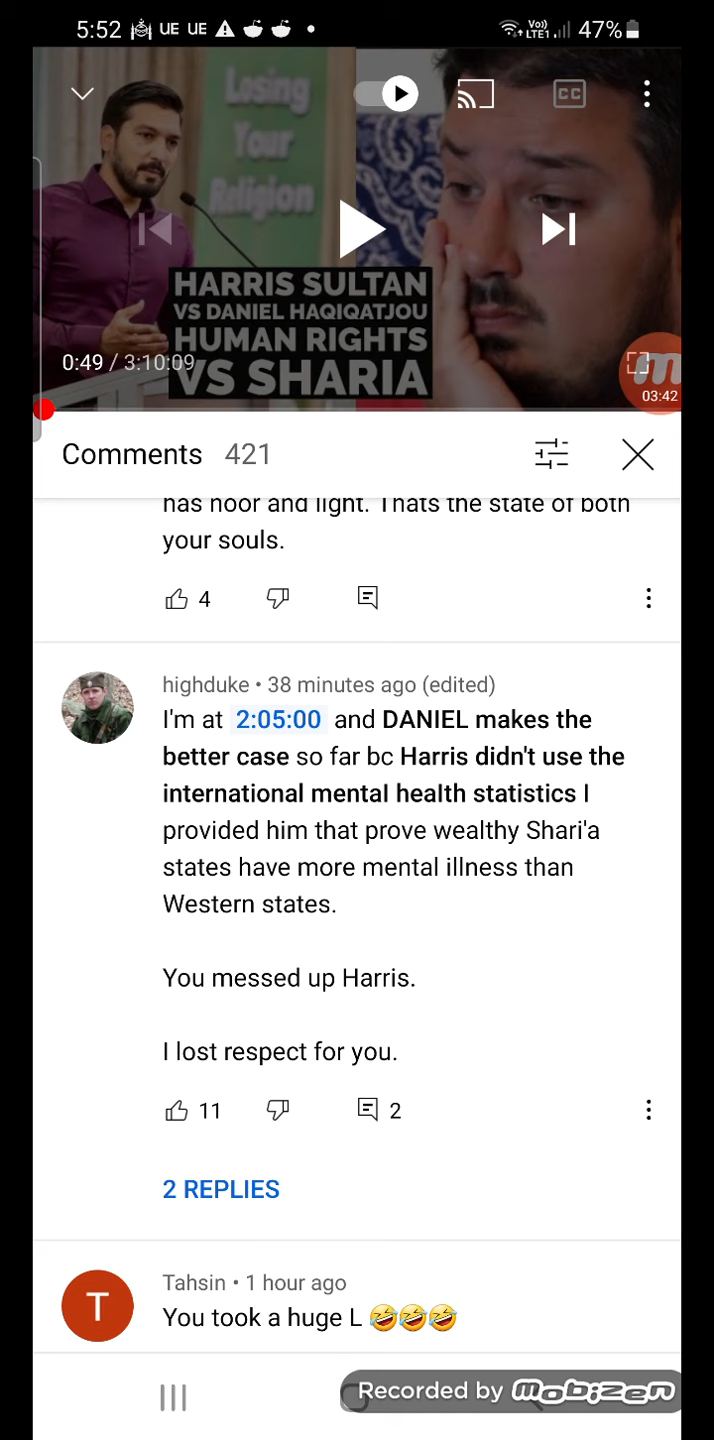 5:52 UE UE 47%
Vo)) LTE1
Losing
Your
Religion
CC
HARRIS SULTAN
VS DANIEL HAQIQATJOU
HUMAN RIGHTS
VS SHARIA
0:49 / 3:10:09
m
03:42
Comments 421
has noor and light. Thats the state of both
your souls.
4
highduke • 38 minutes ago (edited)
I'm at 2:05:00 and DANIEL makes the
better case so far bc Harris didn't use the
international mental health statistics I
provided him that prove wealthy Shari'a
states have more mental illness than
Western states.
You messed up Harris.
I lost respect for you.
11 2
2 REPLIES
T
Tahsin • 1 hour ago
You took a huge L 🤣🤣🤣
Recorded by mobizen